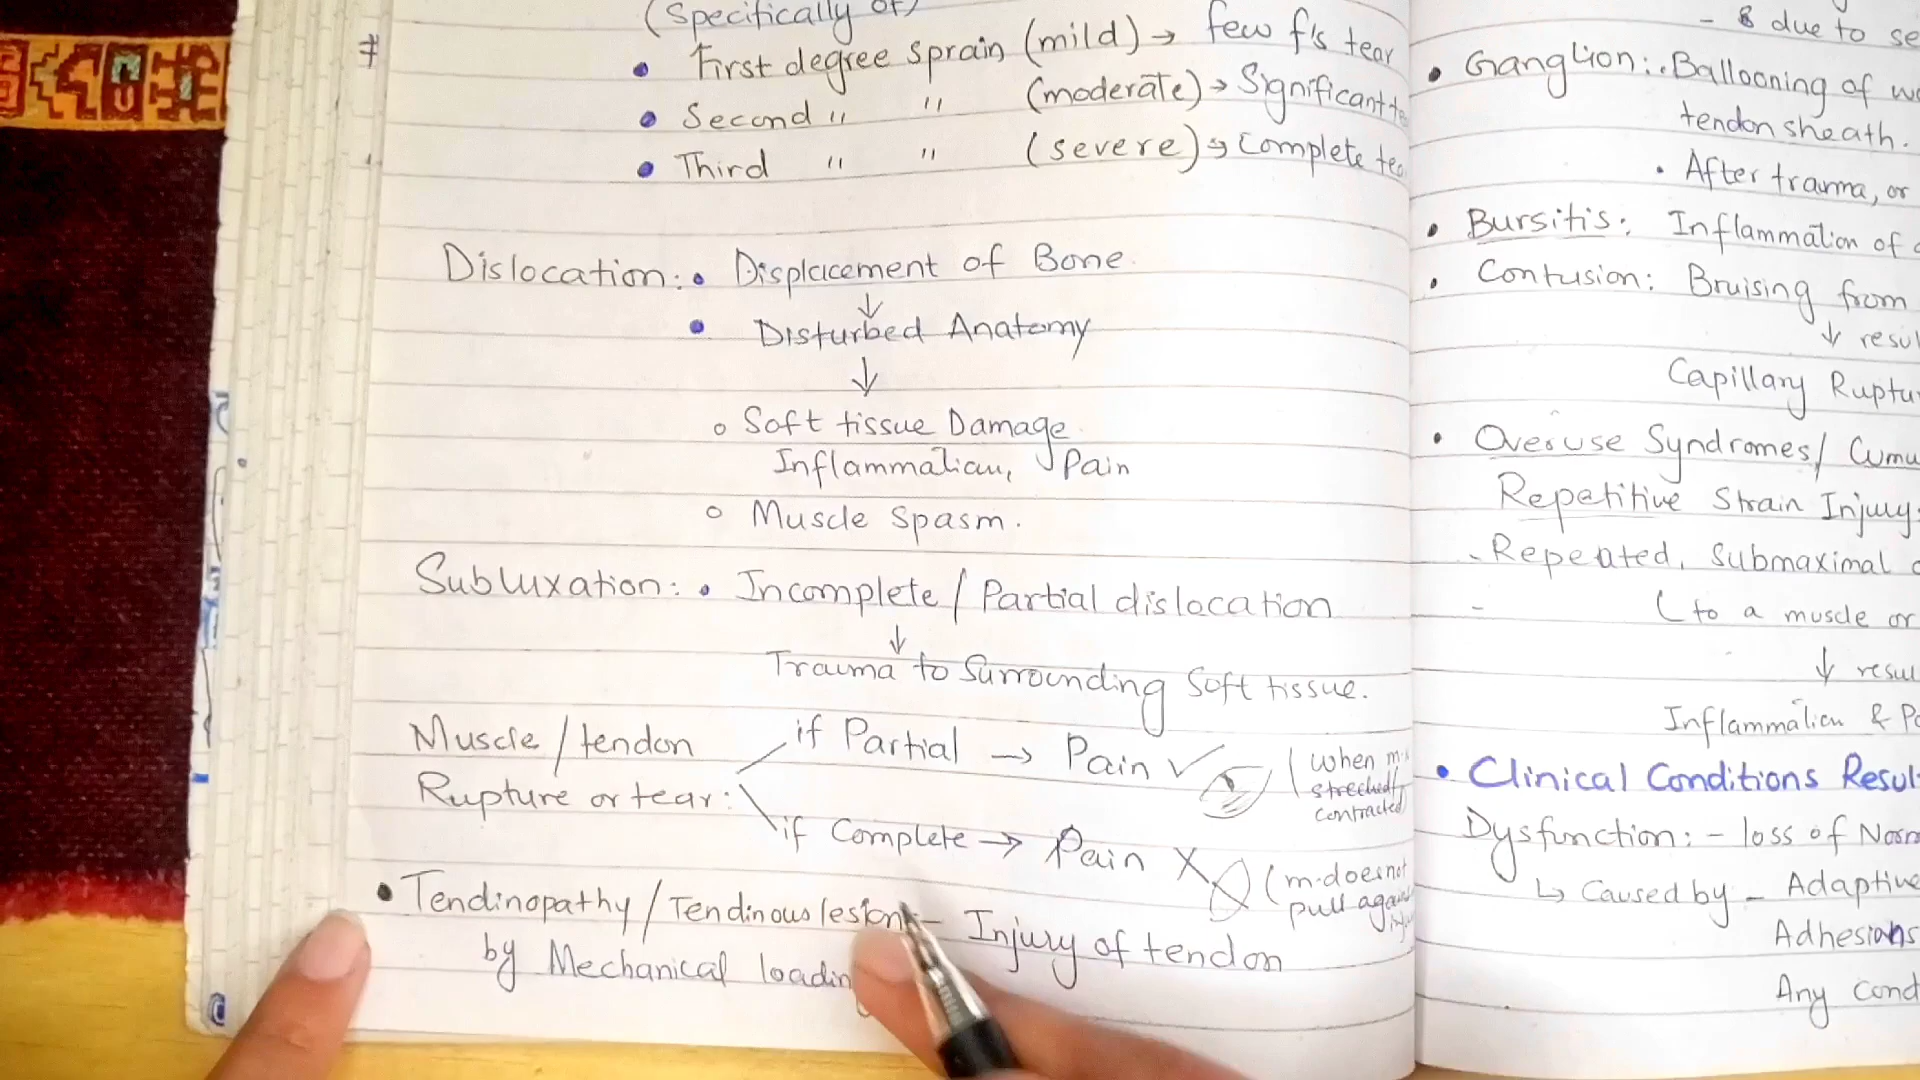 (Specifically of)
• First degree sprain (mild) → few f's tear
• Second " " (moderate) → Significant
• Third " " (severe) → Complete
Dislocation: • Displacement of Bone
↓
• Disturbed Anatomy
↓
o Soft tissue Damage
Inflammation, Pain
o Muscle Spasm.
Subluxation: • Incomplete / Partial dislocation
↓
Trauma to Surrounding Soft tissue.
Muscle / tendon
Rupture or tear:
if Partial → Pain ✓
(when m.s
streched/
contracted
if Complete → Pain X
(m. does not
pull
• Tendinopathy / Tendinous lesion – Injury of tendon
by Mechanical
- due to
• Ganglion: . Ballooning of
tendon sheath.
• After trauma, or
• Bursitis: Inflammation of
• Contusion: Bruising from
↓
Capillary
• Overuse Syndromes /
Repetitive Strain Injury
- Repeated, Submaximal
- (to a muscle or
↓
Inflammation &
• Clinical Conditions
Dysfunction: - loss of
↳ Caused by – Adaptive
Adhesions
Any